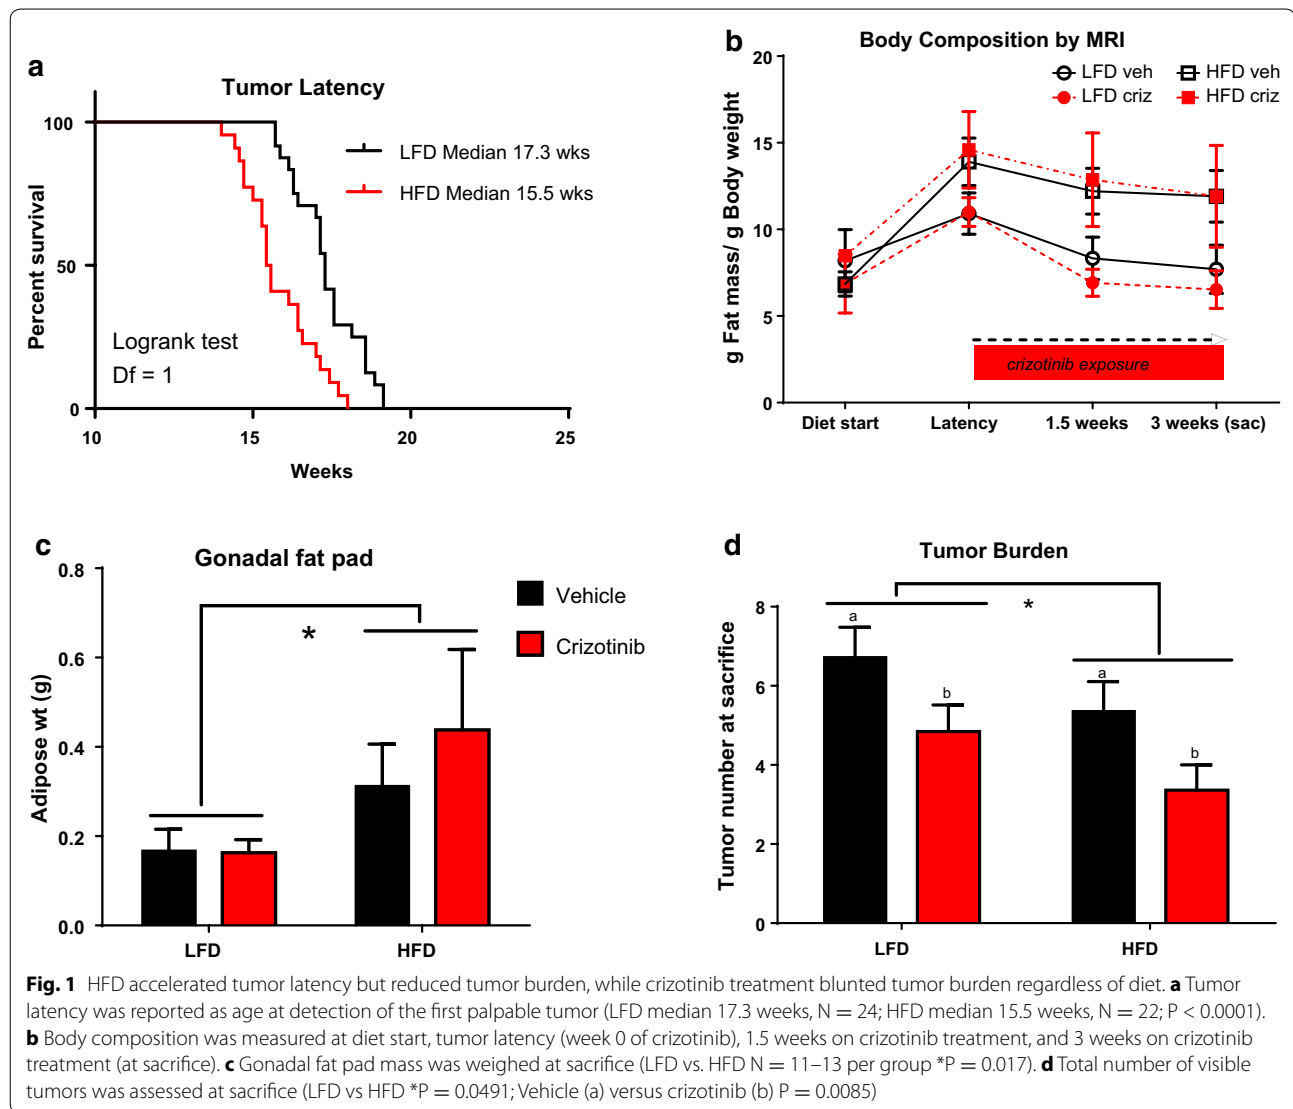 a
Tumor Latency
100
50
0
Percent survival
LFD Median 17.3 wks
HFD Median 15.5 wks
Logrank test
Df = 1
10
15
20
25
Weeks
b
Body Composition by MRI
LFD veh
HFD veh
LFD criz
HFD criz
20
15
10
5
0
g Fat mass/ g Body weight
crizotinib exposure
Diet start
Latency
1.5 weeks
3 weeks (sac)
c
Gonadal fat pad
0.8
0.6
0.4
0.2
0.0
Adipose wt (g)
*
Vehicle
Crizotinib
LFD
HFD
d
Tumor Burden
8
6
4
2
0
Tumor number at sacrifice
*
a
b
a
b
LFD
HFD
Fig. 1 HFD accelerated tumor latency but reduced tumor burden, while crizotinib treatment blunted tumor burden regardless of diet. a Tumor
latency was reported as age at detection of the first palpable tumor (LFD median 17.3 weeks, N = 24; HFD median 15.5 weeks, N = 22; P < 0.0001).
b Body composition was measured at diet start, tumor latency (week 0 of crizotinib), 1.5 weeks on crizotinib treatment, and 3 weeks on crizotinib
treatment (at sacrifice). c Gonadal fat pad mass was weighed at sacrifice (LFD vs. HFD N = 11–13 per group *P = 0.017). d Total number of visible
tumors was assessed at sacrifice (LFD vs HFD *P = 0.0491; Vehicle (a) versus crizotinib (b) P = 0.0085)